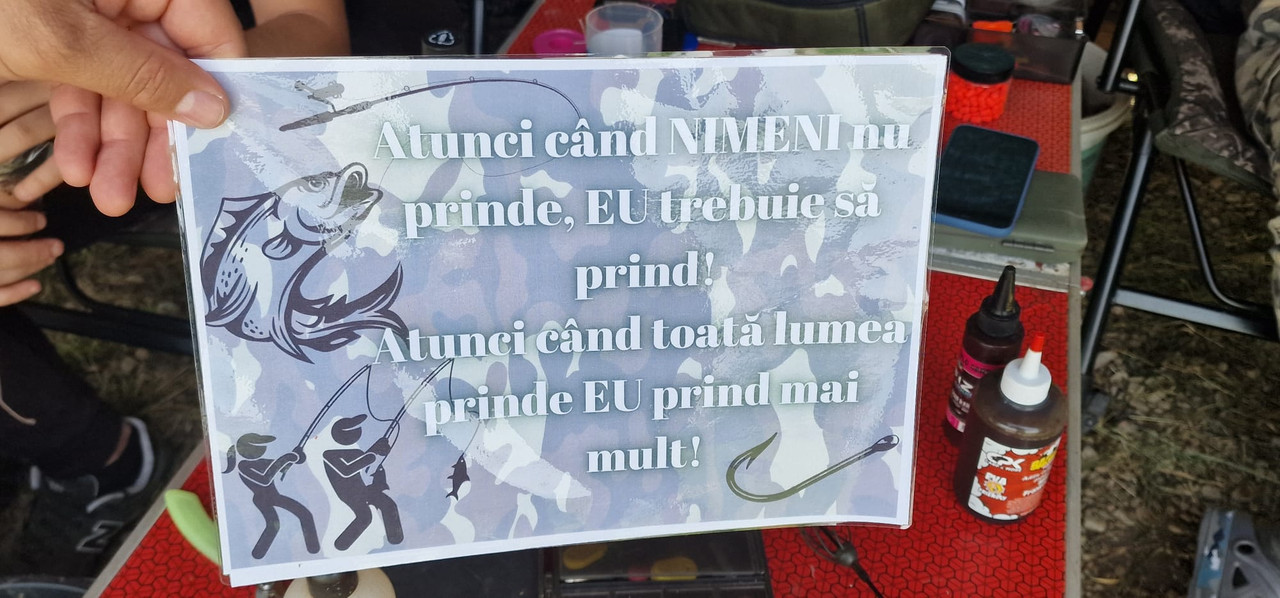 Atunci când NIMENI nu
prinde, EU trebuie să
prind!
Atunci când toată lumea
prinde EU prind mai
mult!